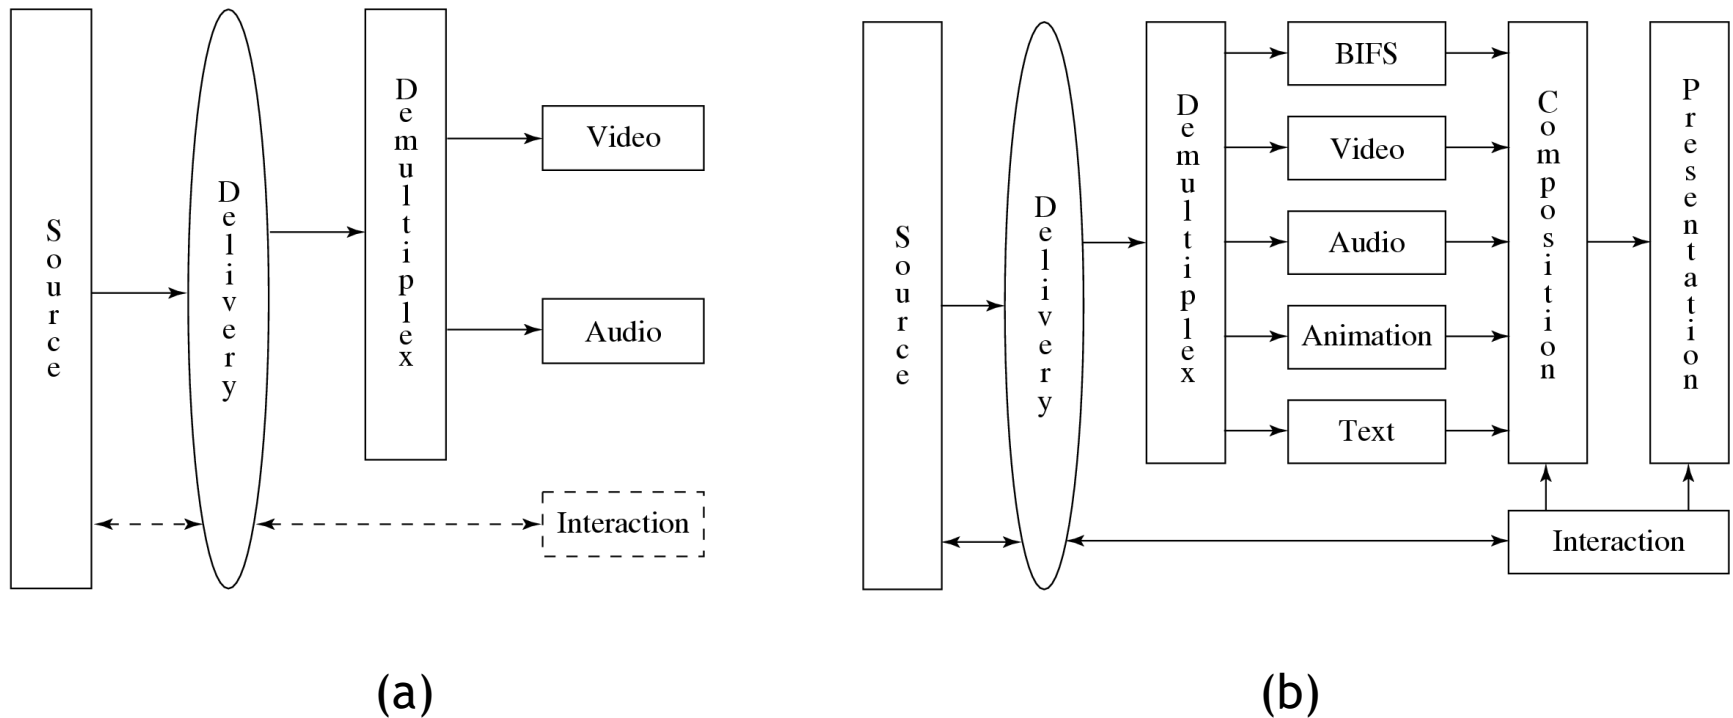 Source
Delivery
Demultiplex
Video
Audio
Interaction
(a)
Source
Delivery
Demultiplex
BIFS
Video
Audio
Animation
Text
Composition
Presentation
Interaction
(b)